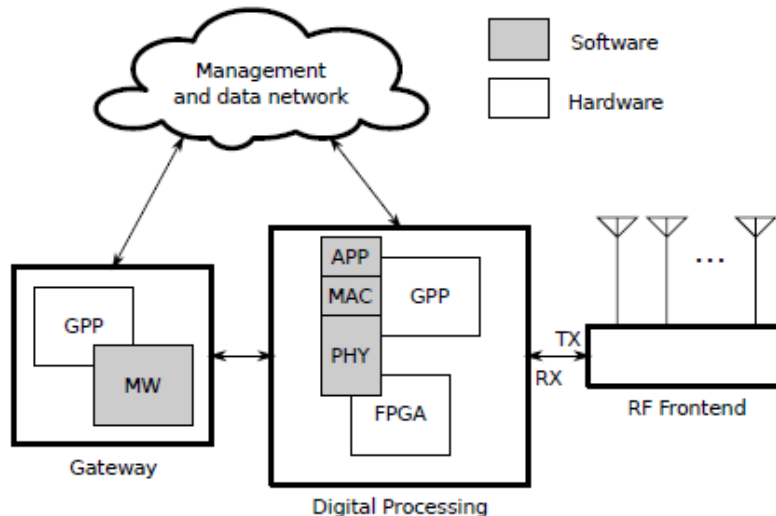 Management
and data network
Software
Hardware
APP
MAC
PHY
GPP
FPGA
GPP
MW
TX
RX
...
RF Frontend
Gateway
Digital Processing